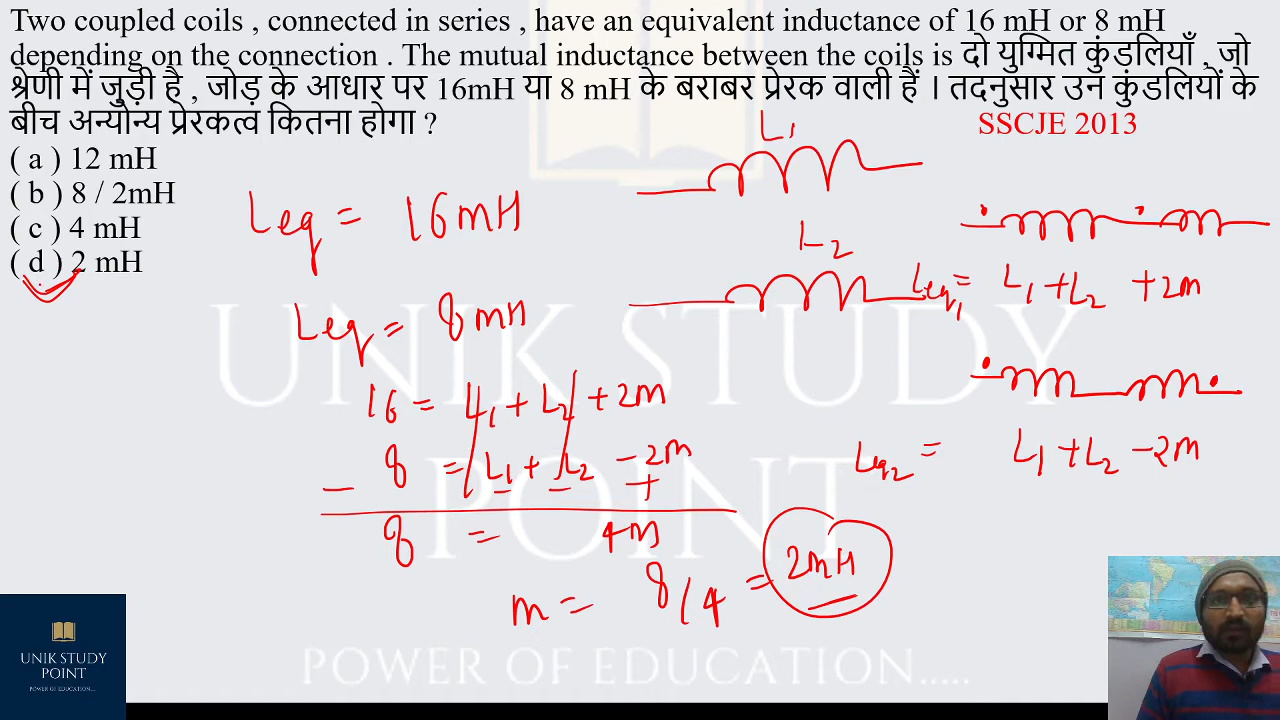 Two coupled coils , connected in series , have an equivalent inductance of 16 mH or 8 mH
depending on the connection . The mutual inductance between the coils is दो युग्मित कुंडलियाँ , जो
श्रेणी में जुड़ी है , जोड़ के आधार पर 16mH या 8 mH के बराबर प्रेरक वाली हैं । तदनुसार उन कुंडलियों के
बीच अन्योन्य प्रेरकत्व कितना होगा ?
SSCJE 2013
( a ) 12 mH
( b ) 8 / 2mH
( c ) 4 mH
( d ) 2 mH
L1
L2
Leq = 16mH
Leq = 8mH
Leq1 = L1 + L2 + 2m
Leq2 = L1 + L2 - 2m
16 = L1 + L2 + 2m
8 = L1 + L2 - 2m
- - - +
8 = 4m
m = 8/4 = 2mH
UNIK STUDY
POINT
POWER OF EDUCATION.....
UNIK STUDY
POINT
POWER OF EDUCATION....